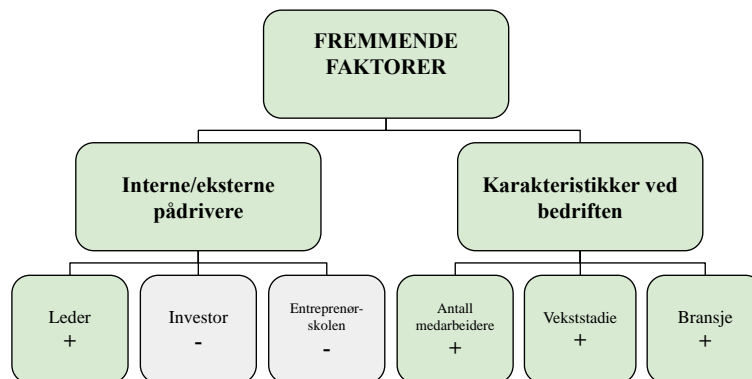 FREMMENDE
FAKTORER
Interne/eksterne
pådrivere
Karakteristikker ved
bedriften
Leder
+
Investor
-
Entreprenør-
skolen
-
Antall
medarbeidere
+
Vekststadie
+
Bransje
+